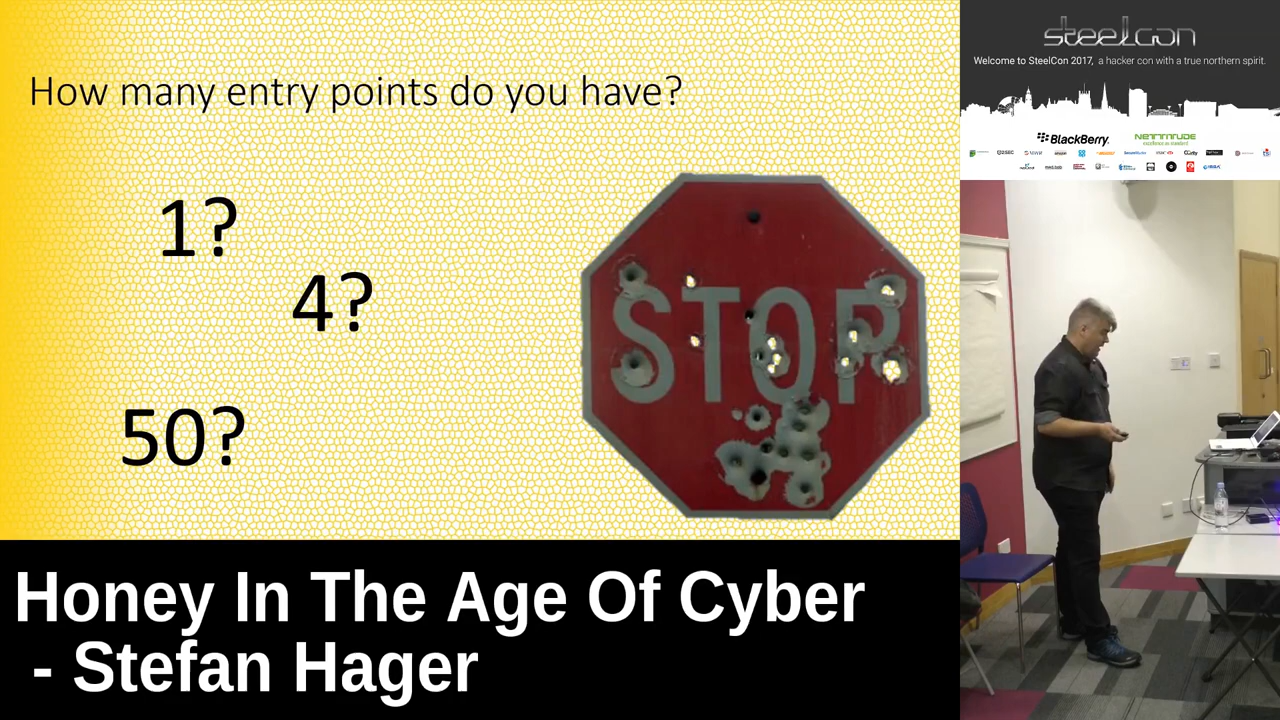 How many entry points do you have?
1?
4?
50?
STOP
Honey In The Age Of Cyber
- Stefan Hager
steelcon
Welcome to SteelCon 2017, a hacker con with a true northern spirit.
BlackBerry
NETTITUDE